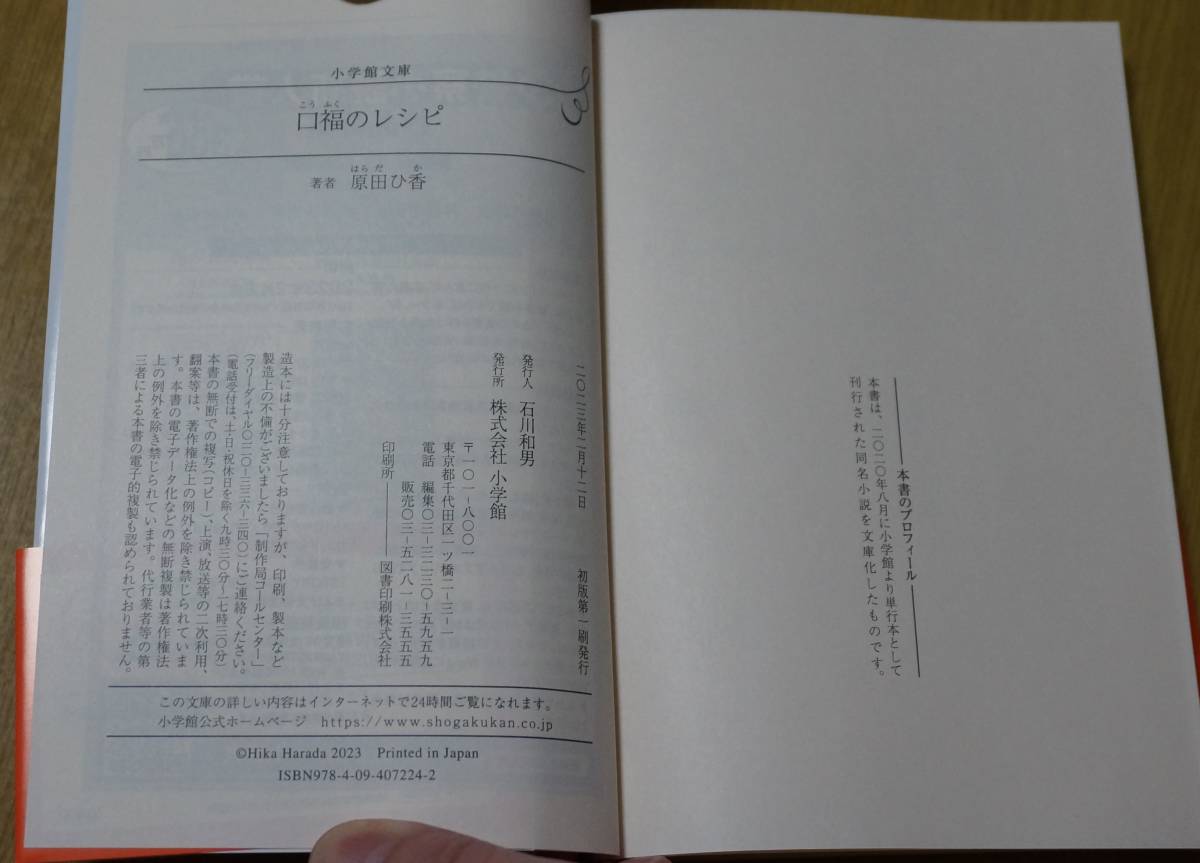 本書のプロフィール
本書は、二〇二〇年八月に小学館より単行本として
刊行された同名小説を文庫化したものです。
小学館文庫
こう ふく
口福のレシピ
はら だ か
著者 原田ひ香
二〇二三年二月十二日 初版第一刷発行
発行人 石川和男
発行所 株式会社 小学館
〒一〇一-八〇〇一
東京都千代田区一ツ橋二-三-一
電話 編集〇三-三二三〇-五九五九
販売〇三-五二八一-三五五五
印刷所 図書印刷株式会社
造本には十分注意しておりますが、印刷、製本など
製造上の不備がございましたら「制作局コールセンター」
(フリーダイヤル〇一二〇-三三六-三四〇)にご連絡ください。
(電話受付は、土・日・祝休日を除く九時三〇分〜一七時三〇分)
本書の無断での複写(コピー)、上演、放送等の二次利用、
翻案等は、著作権法上の例外を除き禁じられていま
す。本書の電子データ化などの無断複製は著作権法
上の例外を除き禁じられています。代行業者等の第
三者による本書の電子的複製も認められておりません。
この文庫の詳しい内容はインターネットで24時間ご覧になれます。
小学館公式ホームページ https://www.shogakukan.co.jp
©Hika Harada 2023 Printed in Japan
ISBN978-4-09-407224-2